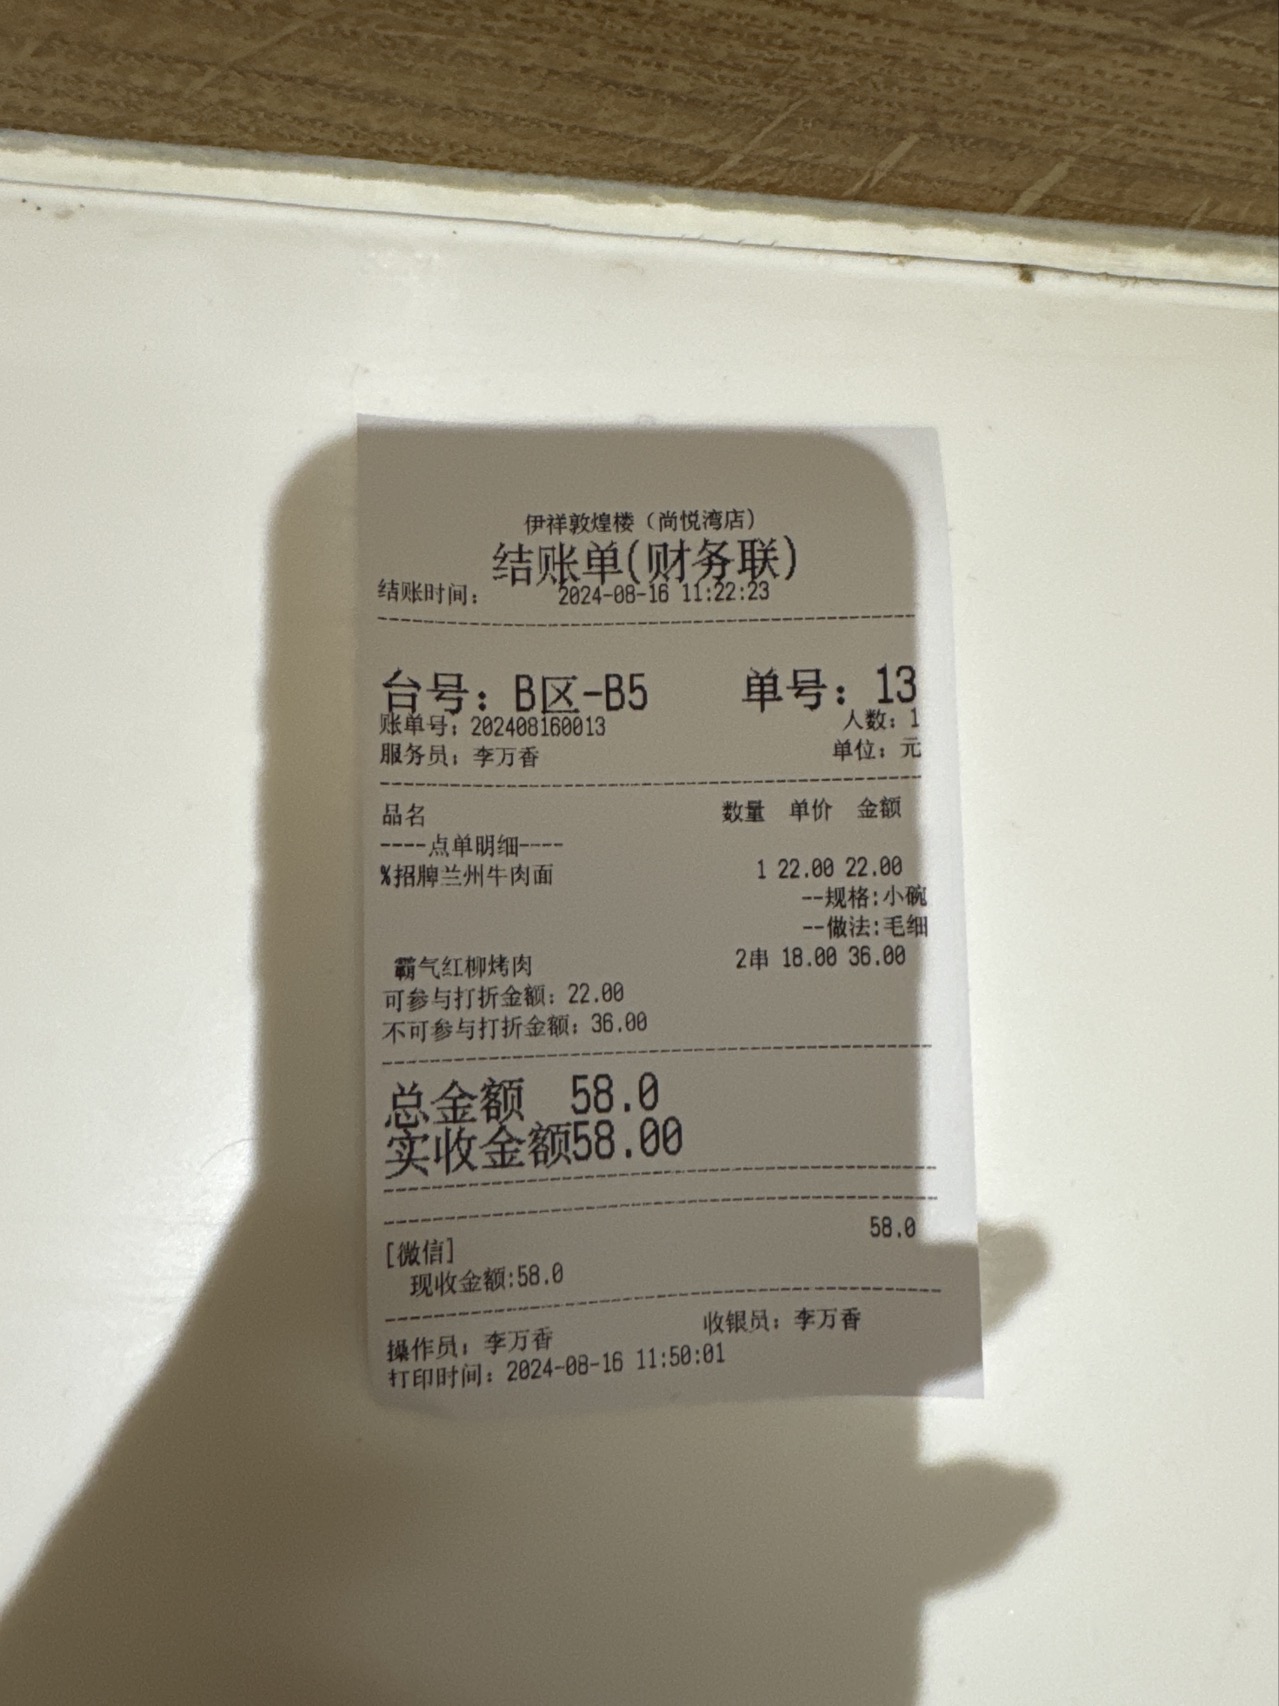 伊祥敦煌楼（尚悦湾店）
结账单(财务联)
结账时间： 2024-08-16 11:22:23
台号：B区-B5 单号：13
账单号：202408160013 人数：1
服务员：李万香 单位：元
品名 数量 单价 金额
----点单明细----
%招牌兰州牛肉面 1 22.00 22.00
--规格:小碗
--做法:毛细
霸气红柳烤肉 2串 18.00 36.00
可参与打折金额：22.00
不可参与打折金额：36.00
总金额 58.0
实收金额58.00
[微信] 58.0
现收金额:58.0
操作员：李万香 收银员：李万香
打印时间：2024-08-16 11:50:01